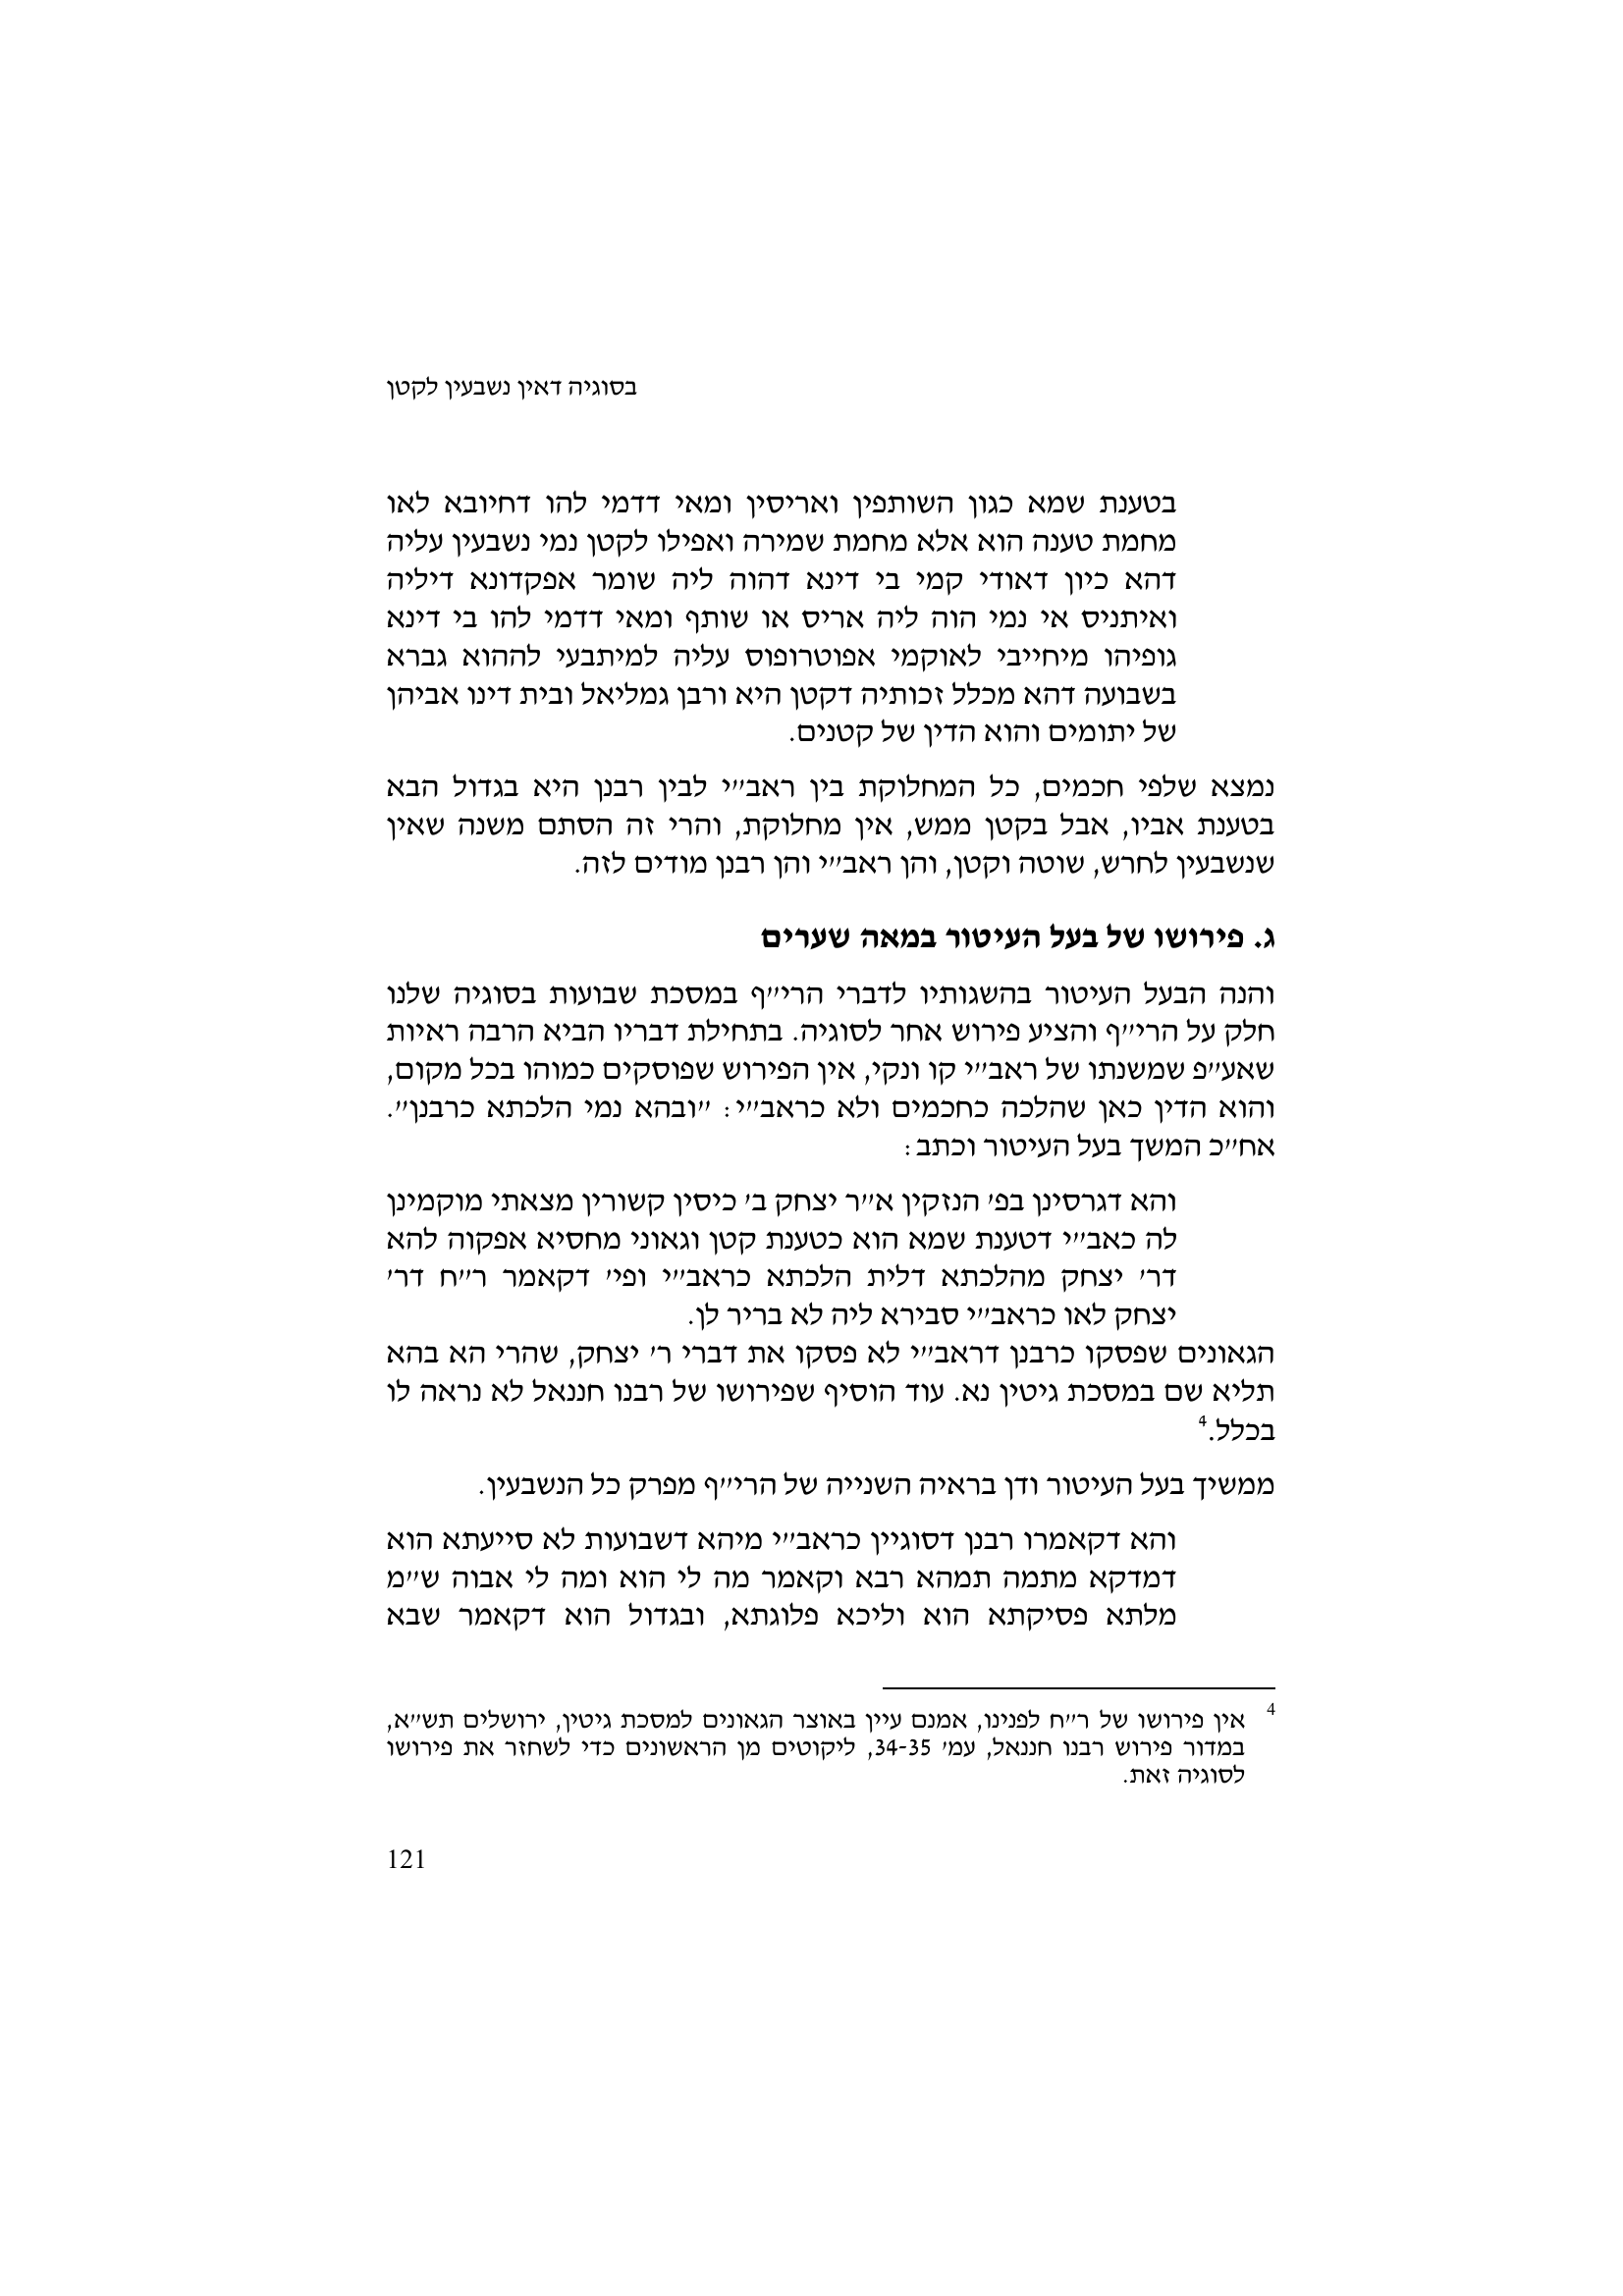 בסוגיה דאין נשבעין לקטן
בטענת שמא כגון השותפין ואריסין ומאי דדמי להו דחיובא לאו
מחמת טענה הוא אלא מחמת שמירה ואפילו לקטן נמי נשבעין עליה
דהא כיון דאודי קמי בי דינא דהוה ליה שומר אפקדונא דיליה
ואיתניס אי נמי הוה ליה אריס או שותף ומאי דדמי להו בי דינא
גופיהו מיחייבי לאוקמי אפוטרופוס עליה למיתבעי לההוא גברא
בשבועה דהא מכלל זכותיה דקטן היא ורבן גמליאל ובית דינו אביהן
של יתומים והוא הדין של קטנים.
נמצא שלפי חכמים, כל המחלוקת בין ראב״י לבין רבנן היא בגדול הבא
בטענת אביו, אבל בקטן ממש, אין מחלוקת, והרי זה הסתם משנה שאין
שנשבעין לחרש, שוטה וקטן, והן ראב״י והן רבנן מודים לזה.
ג. פירושו של בעל העיטור במאה שערים
והנה הבעל העיטור בהשגותיו לדברי הרי״ף במסכת שבועות בסוגיה שלנו
חלק על הרי״ף והציע פירוש אחר לסוגיה. בתחילת דבריו הביא הרבה ראיות
שאע״פ שמשנתו של ראב״י קו ונקי, אין הפירוש שפוסקים כמוהו בכל מקום,
והוא הדין כאן שהלכה כחכמים ולא כראב״י: ״ובהא נמי הלכתא כרבנן״.
אח״כ המשך בעל העיטור וכתב:
והא דגרסינן בפ׳ הנזקין א״ר יצחק ב׳ כיסין קשורין מצאתי מוקמינן
לה כאב״י דטענת שמא הוא כטענת קטן וגאוני מחסיא אפקוה להא
דר׳ יצחק מהלכתא דלית הלכתא כראב״י ופי׳ דקאמר ר״ח דר׳
יצחק לאו כראב״י סבירא ליה לא בריר לן.
הגאונים שפסקו כרבנן דראב״י לא פסקו את דברי ר׳ יצחק, שהרי הא בהא
תליא שם במסכת גיטין נא. עוד הוסיף שפירושו של רבנו חננאל לא נראה לו
בכלל.4
ממשיך בעל העיטור ודן בראיה השנייה של הרי״ף מפרק כל הנשבעין.
והא דקאמרו רבנן דסוגיין כראב״י מיהא דשבועות לא סייעתא הוא
דמדקא מתמה תמהא רבא וקאמר מה לי הוא ומה לי אבוה ש״מ
מלתא פסיקתא הוא וליכא פלוגתא, ובגדול הוא דקאמר שבא
4 אין פירושו של ר״ח לפנינו, אמנם עיין באוצר הגאונים למסכת גיטין, ירושלים תש״א,
במדור פירוש רבנו חננאל, עמ׳ 34-35, ליקוטים מן הראשונים כדי לשחזר את פירושו
לסוגיה זאת.
121